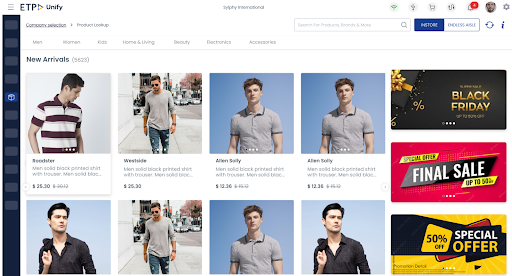 ETP Unify
Sylphy International
4
Company selection > Product-Lookup
Search For Products, Brands & More
INSTORE
ENDLESS AISLE
Men
Women
Kids
Home & Living
Beauty
Electronics
Accessories
New Arrivals (5623)
Roadster
Men solid black printed shirt
with trouser. Men solid blac...
$ 25.30 $ 30.12
Westside
Men solid black printed shirt
with trouser. Men solid blac...
$ 25.30 $ 30.12
Allen Solly
Men solid black printed shirt
with trouser. Men solid blac...
$ 12.36 $ 15.12
Allen Solly
Men solid black printed shirt
with trouser. Men solid blac...
$ 12.36 $ 15.12
BLACK
FRIDAY
UP TO 50% OFF
SPECIAL OFFER
FINAL SALE
UP TO 50%
50%
OFF
SPECIAL
OFFER
Promotion Detail